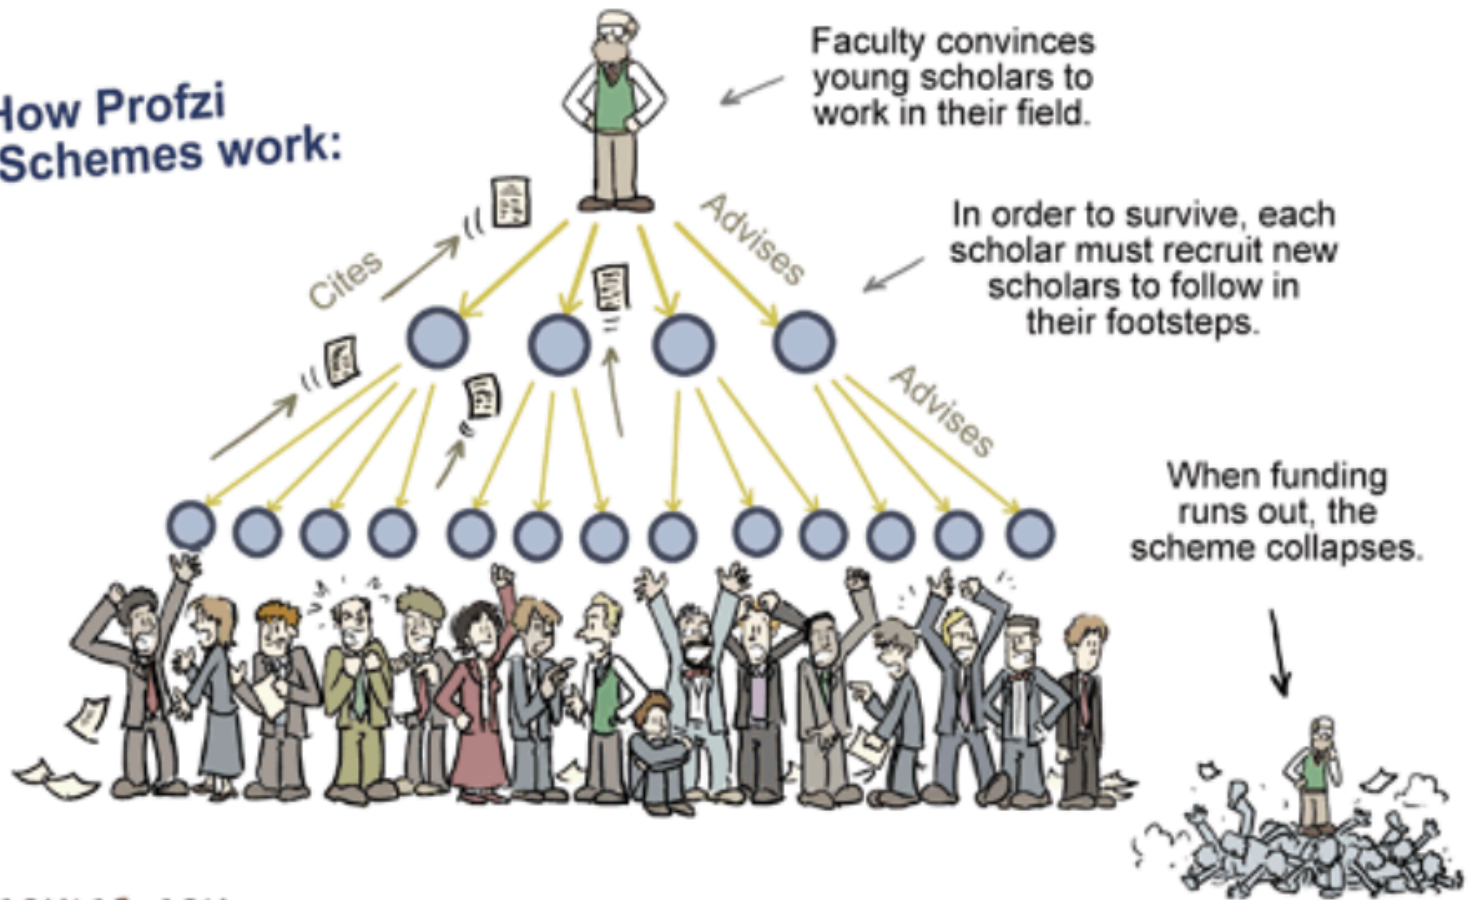 How Profzi
Schemes work:
Faculty convinces
young scholars to
work in their field.
In order to survive, each
scholar must recruit new
scholars to follow in
their footsteps.
Cites
Advises
Advises
When funding
runs out, the
scheme collapses.